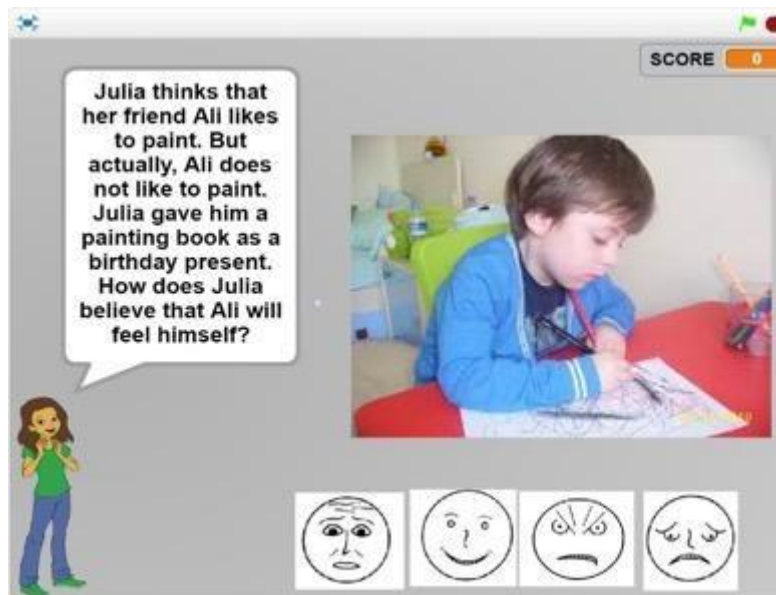 SCORE 0
Julia thinks that
her friend Ali likes
to paint. But
actually, Ali does
not like to paint.
Julia gave him a
painting book as a
birthday present.
How does Julia
believe that Ali will
feel himself?